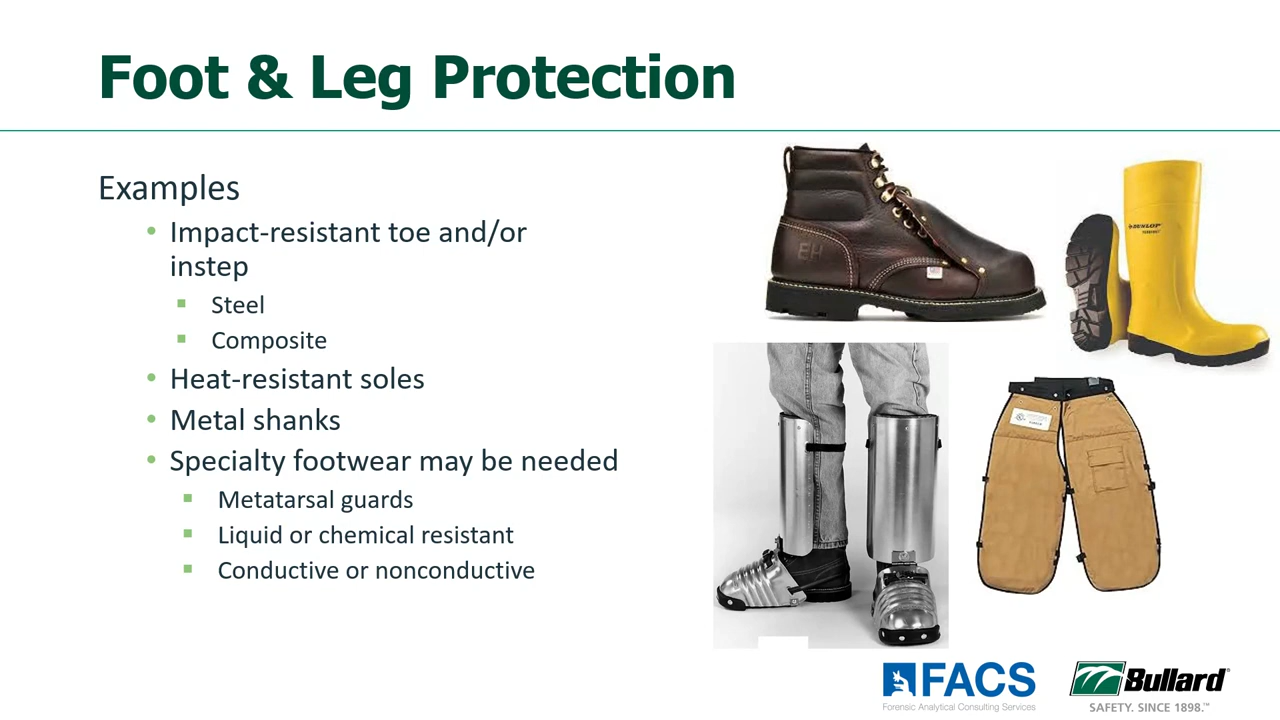 Foot & Leg Protection
Examples
• Impact-resistant toe and/or
instep
▪ Steel
▪ Composite
• Heat-resistant soles
• Metal shanks
• Specialty footwear may be needed
▪ Metatarsal guards
▪ Liquid or chemical resistant
▪ Conductive or nonconductive
EH
DUNLOP
FACS
Forensic Analytical Consulting Services
Bullard®
SAFETY. SINCE 1898.™